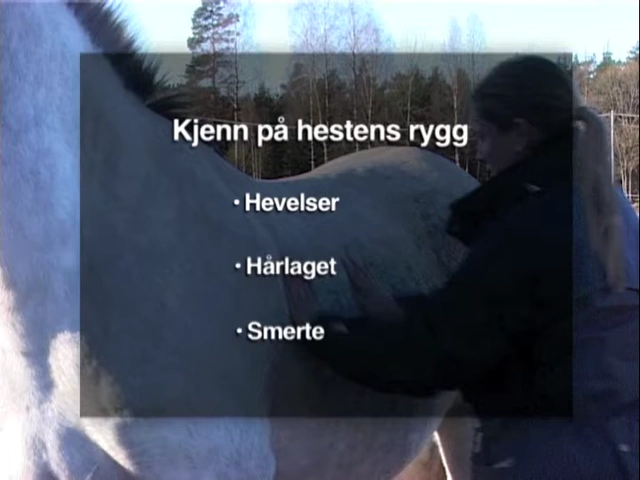 Kjenn på hestens rygg
• Hevelser
• Hårlaget
• Smerte